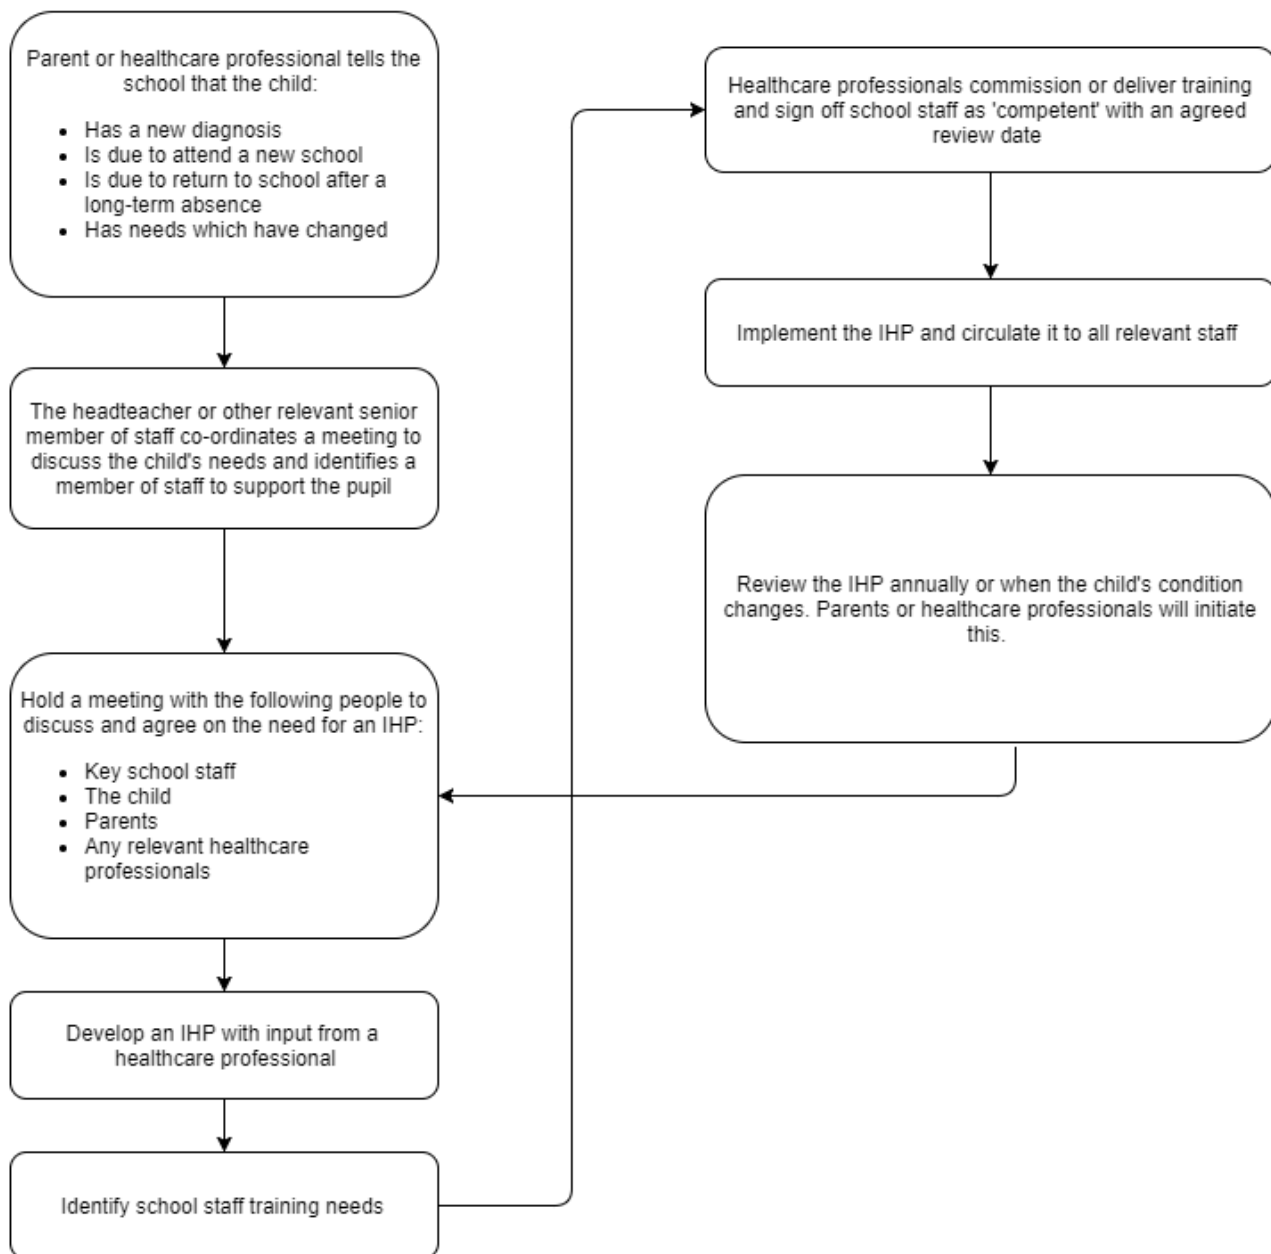 Parent or healthcare professional tells the
school that the child:
• Has a new diagnosis
• Is due to attend a new school
• Is due to return to school after a
long-term absence
• Has needs which have changed
The headteacher or other relevant senior
member of staff co-ordinates a meeting to
discuss the child's needs and identifies a
member of staff to support the pupil
Hold a meeting with the following people to
discuss and agree on the need for an IHP:
• Key school staff
• The child
• Parents
• Any relevant healthcare
professionals
Develop an IHP with input from a
healthcare professional
Identify school staff training needs
Healthcare professionals commission or deliver training
and sign off school staff as 'competent' with an agreed
review date
Implement the IHP and circulate it to all relevant staff
Review the IHP annually or when the child's condition
changes. Parents or healthcare professionals will initiate
this.